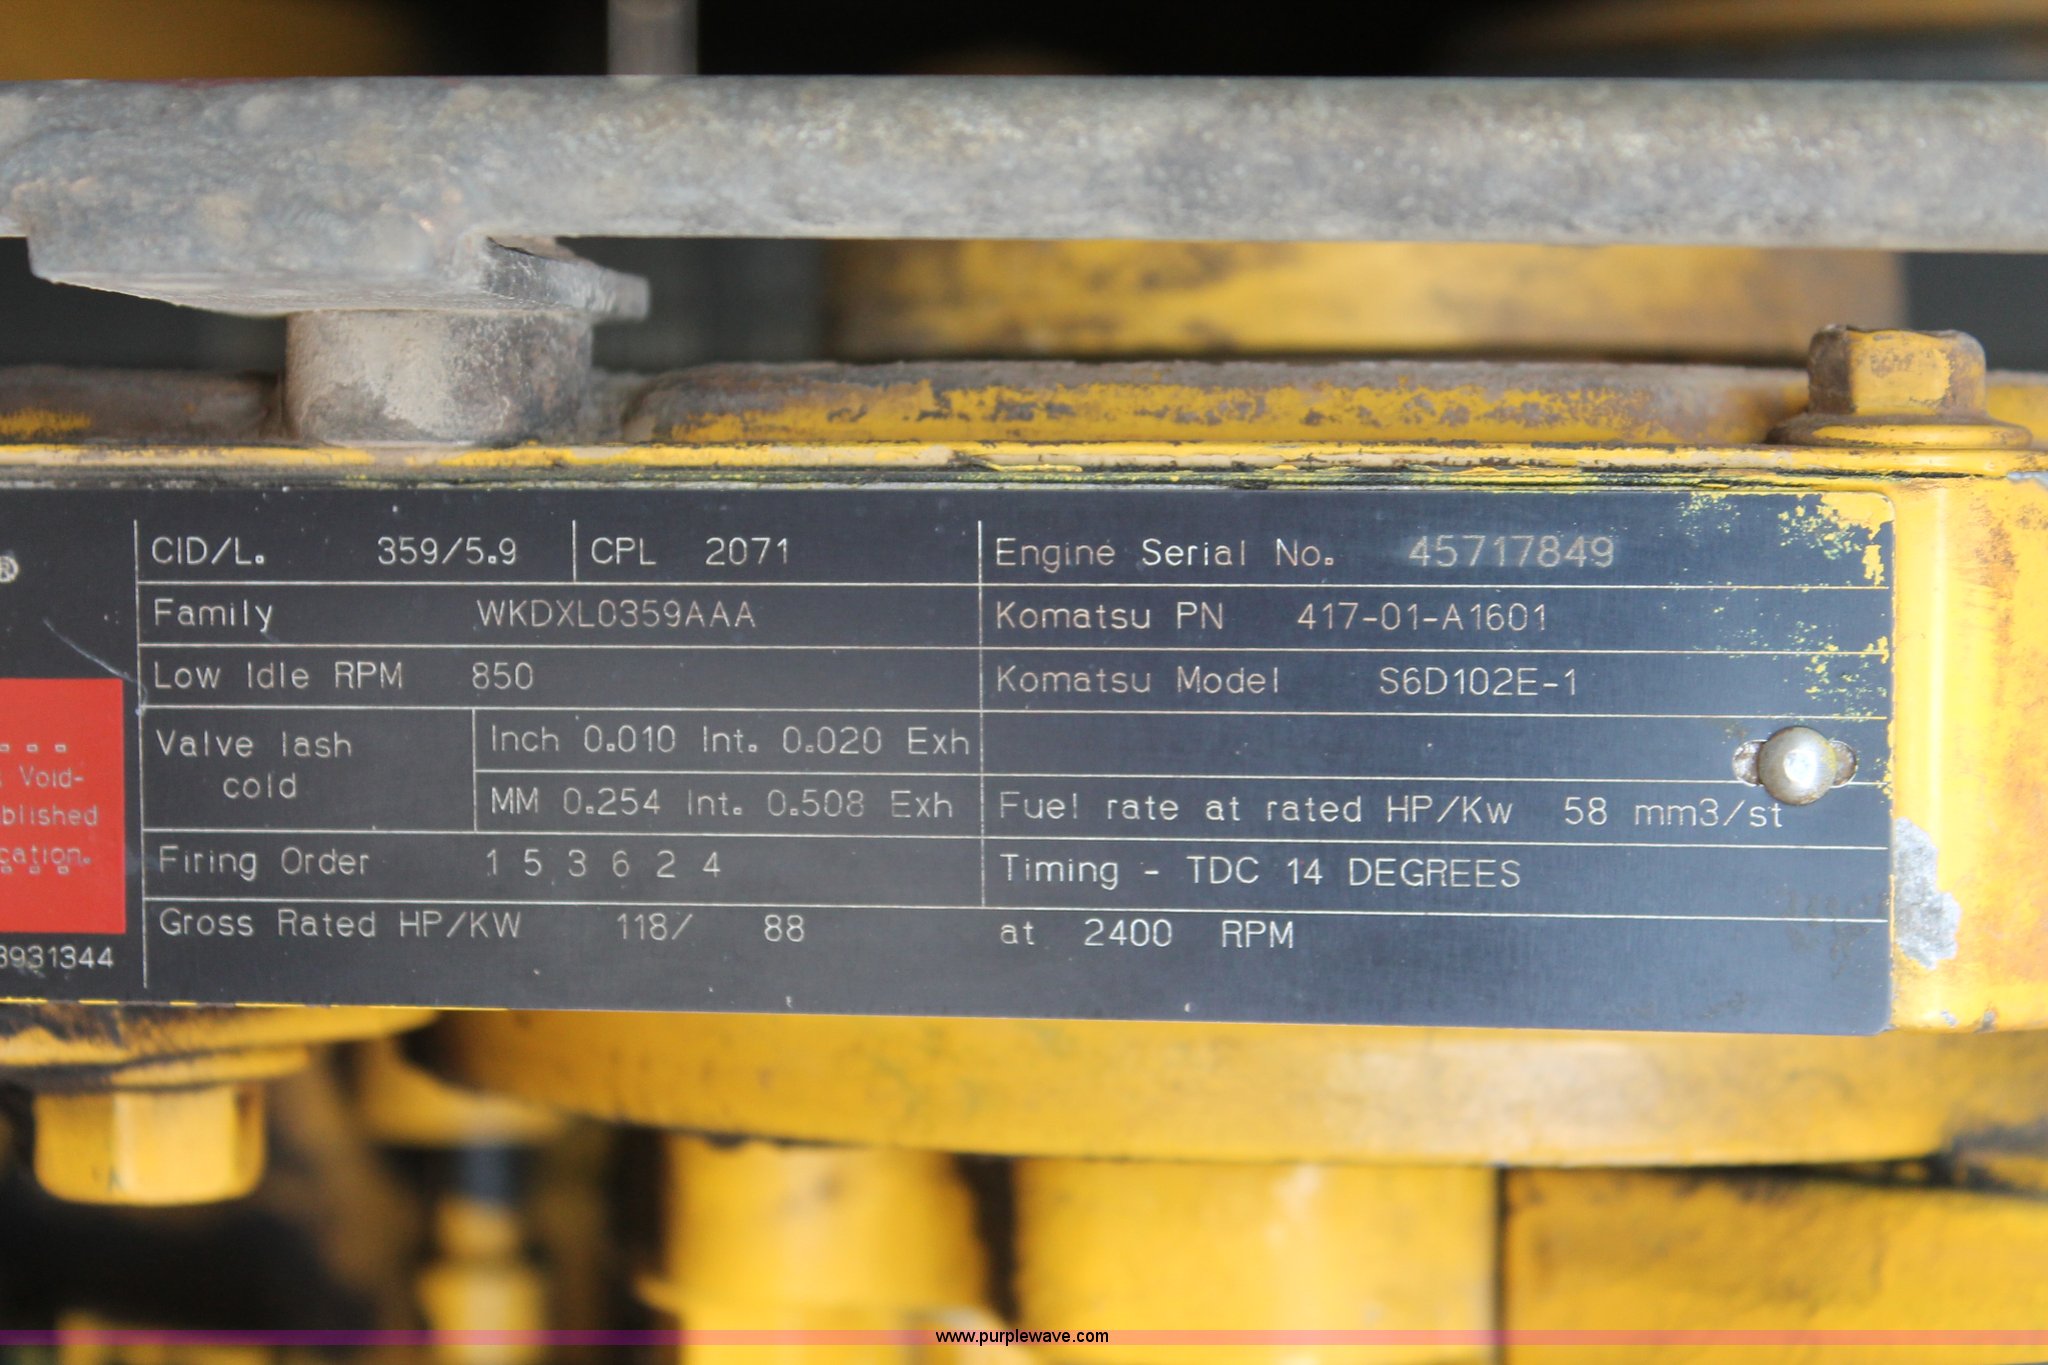 ®
Void-
blished
cation.
3931344
CID/L. 359/5.9 CPL 2071 Engine Serial No. 45717849
Family WKDXL0359AAA Komatsu PN 417-01-A1601
Low Idle RPM 850 Komatsu Model S6D102E-1
Valve lash cold Inch 0.010 Int. 0.020 Exh
MM 0.254 Int. 0.508 Exh Fuel rate at rated HP/Kw 58 mm3/st
Firing Order 1 5 3 6 2 4 Timing - TDC 14 DEGREES
Gross Rated HP/KW 118/ 88 at 2400 RPM
www.purplewave.com